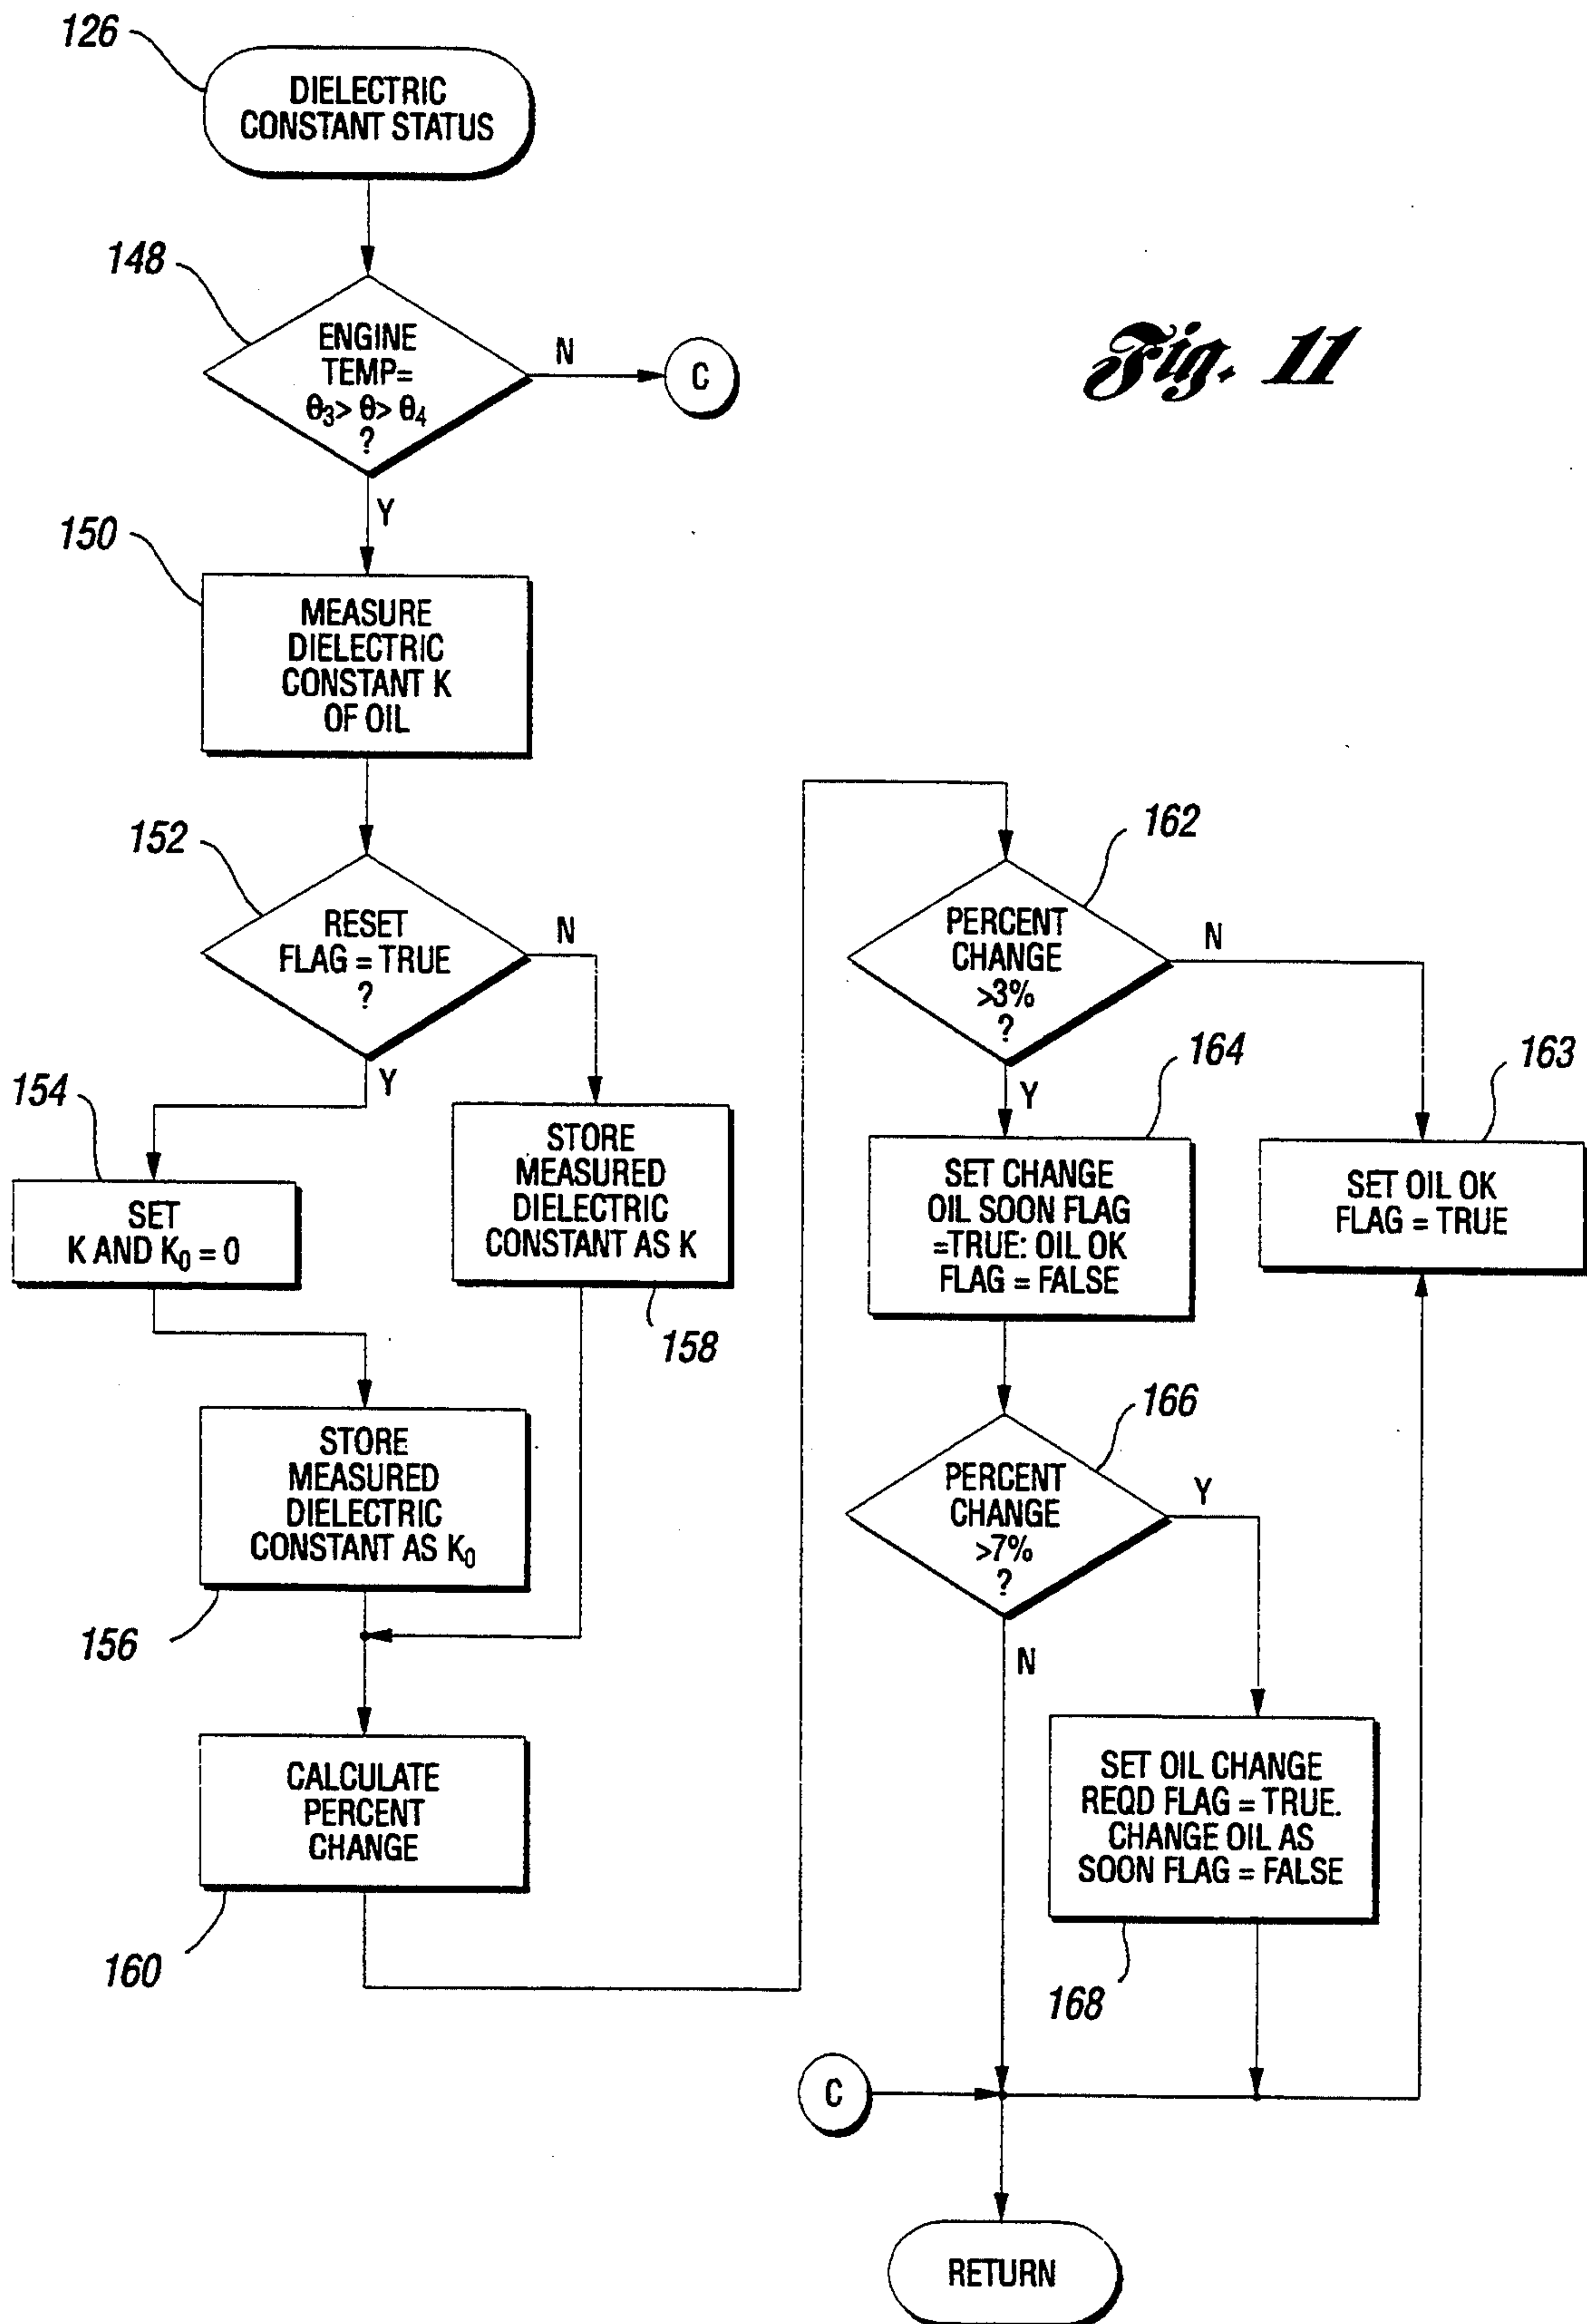 126
DIELECTRIC
CONSTANT STATUS
148
ENGINE
TEMP=
θ₃> θ> θ₄
?
N
C
Y
Fig. 11
150
MEASURE
DIELECTRIC
CONSTANT K
OF OIL
152
RESET
FLAG = TRUE
?
N
Y
154
SET
K AND K₀ = 0
STORE
MEASURED
DIELECTRIC
CONSTANT AS K
158
STORE
MEASURED
DIELECTRIC
CONSTANT AS K₀
156
CALCULATE
PERCENT
CHANGE
160
162
PERCENT
CHANGE
>3%
?
N
Y
164
SET CHANGE
OIL SOON FLAG
=TRUE: OIL OK
FLAG = FALSE
163
SET OIL OK
FLAG = TRUE
166
PERCENT
CHANGE
>7%
?
Y
N
SET OIL CHANGE
REQD FLAG = TRUE.
CHANGE OIL AS
SOON FLAG = FALSE
168
C
RETURN